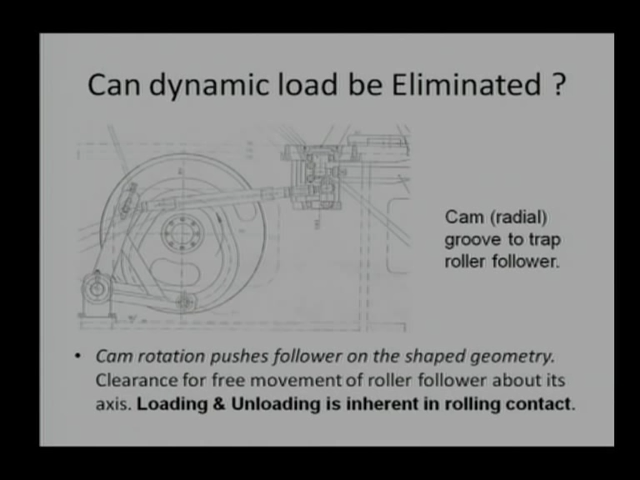 Can dynamic load be Eliminated ?
Cam (radial)
groove to trap
roller follower.
• Cam rotation pushes follower on the shaped geometry.
Clearance for free movement of roller follower about its
axis. Loading & Unloading is inherent in rolling contact.